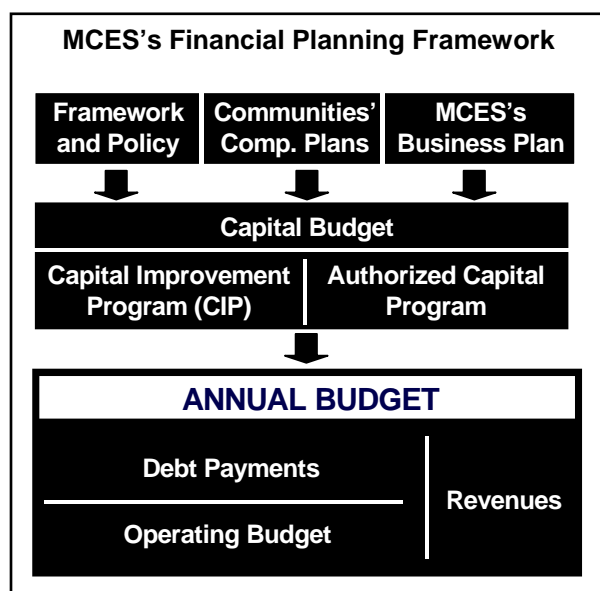 MCES's Financial Planning Framework
Framework
and Policy
Communities'
Comp. Plans
MCES's
Business Plan
Capital Budget
Capital Improvement
Program (CIP)
Authorized Capital
Program
ANNUAL BUDGET
Debt Payments
Operating Budget
Revenues